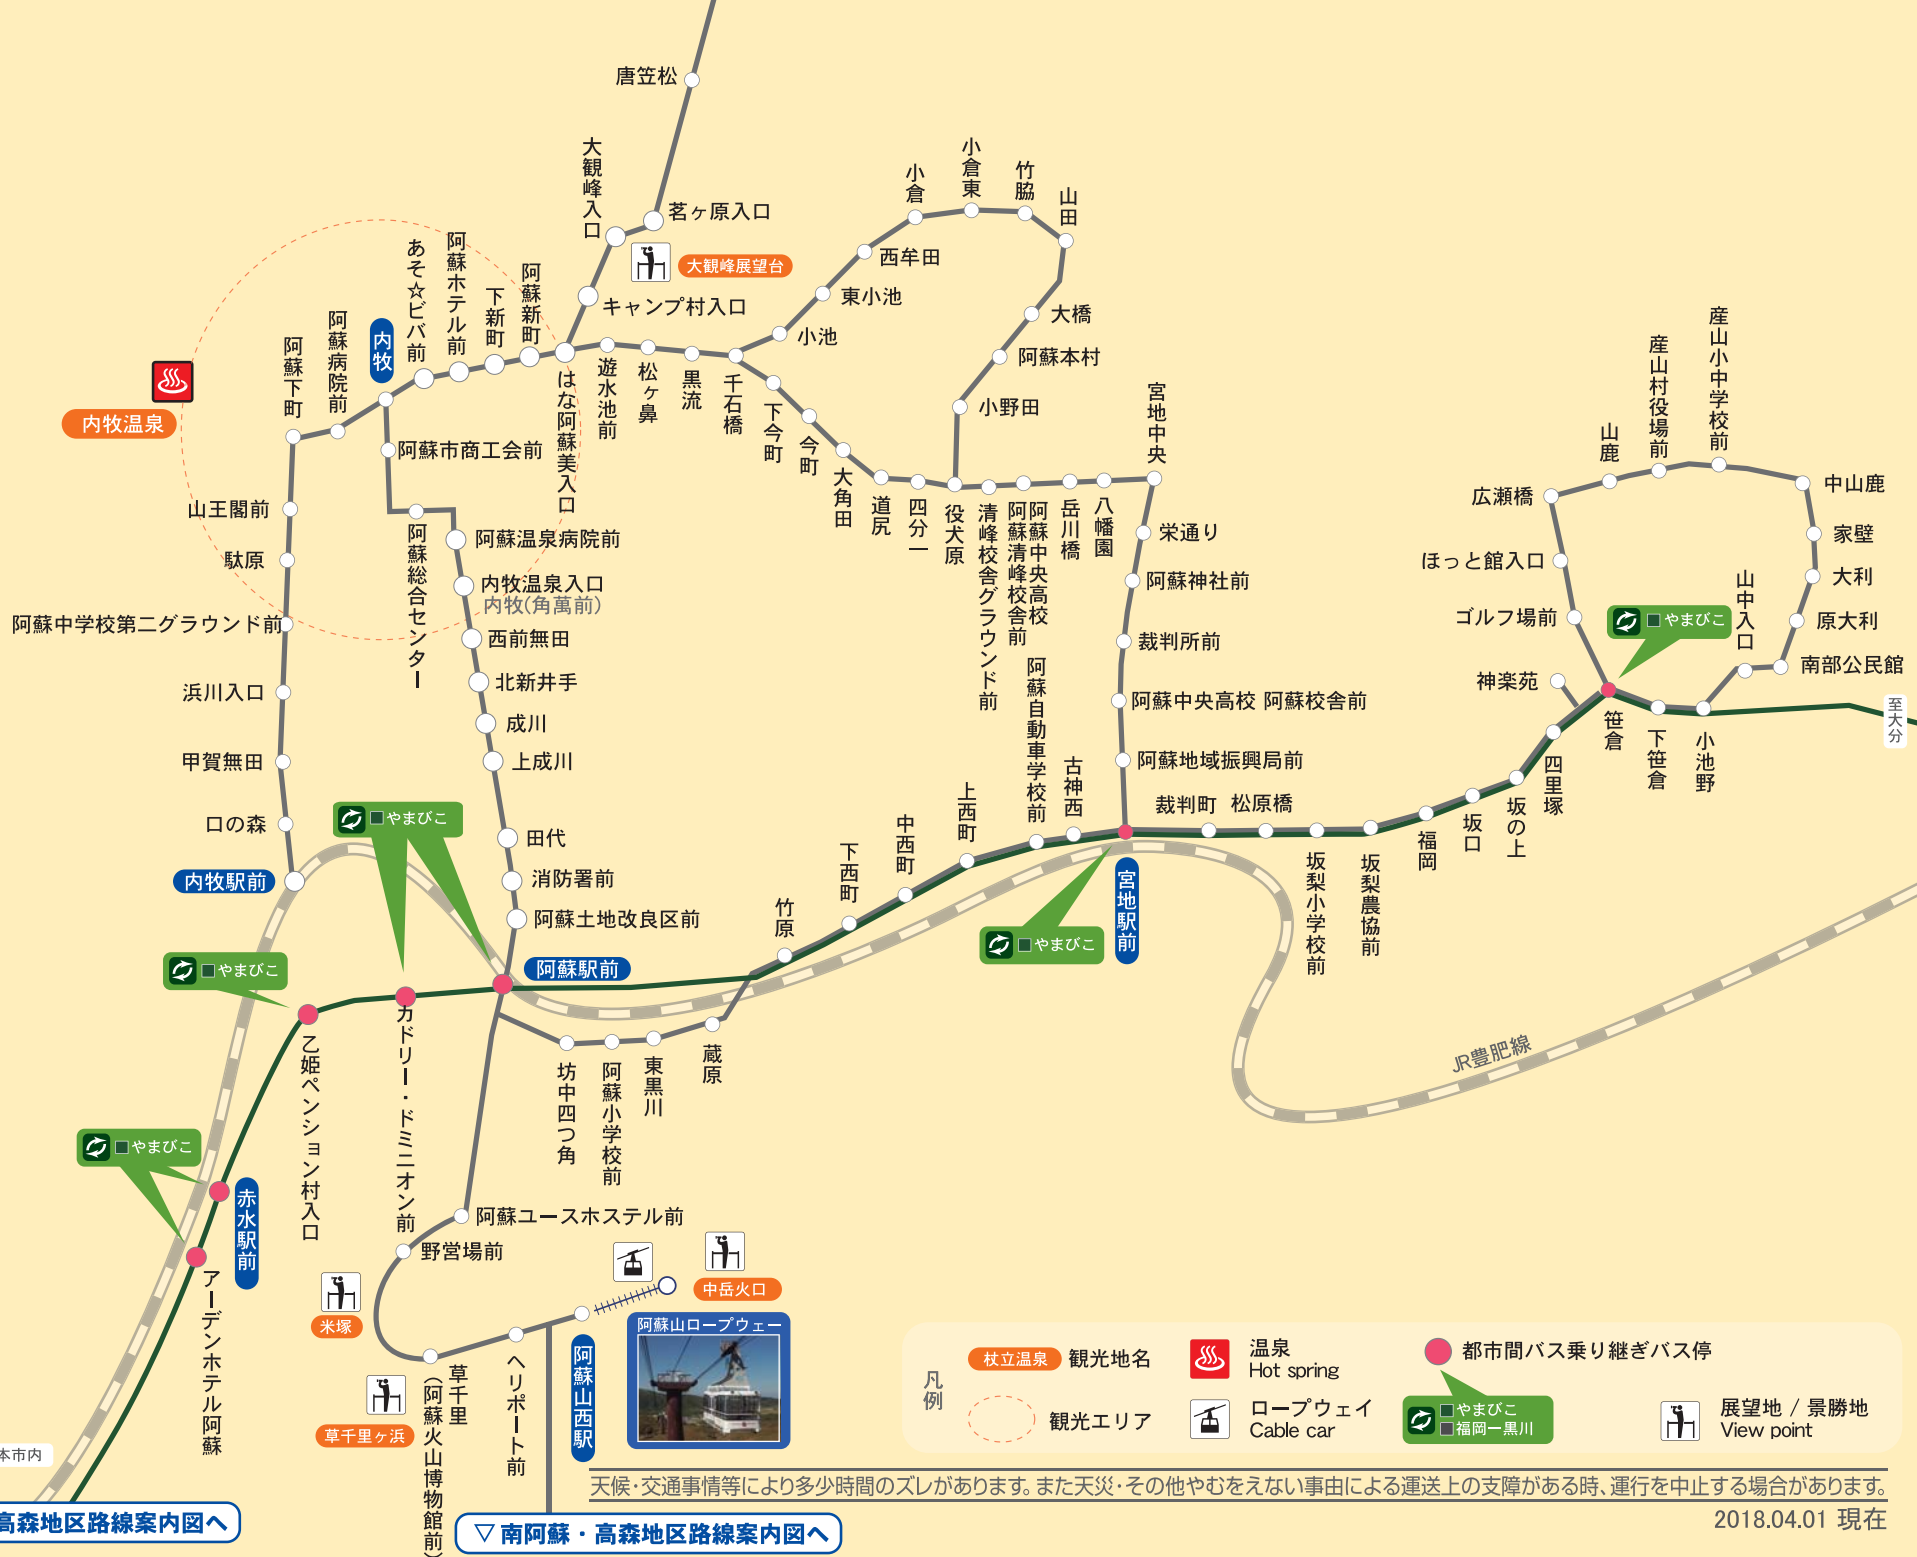 唐笠松
大観峰入口
茗ヶ原入口
大観峰展望台
キャンプ村入口
小倉
小倉東
竹脇
山田
西牟田
東小池
小池
大橋
阿蘇本村
小野田
あそ☆ビバ前
阿蘇ホテル前
下新町
阿蘇新町
内牧
阿蘇病院前
阿蘇下町
内牧温泉
はな阿蘇美入口
遊水池前
松ヶ鼻
黒流
千石橋
下今町
今町
大角田
道尻
四分一
役犬原
清峰校舎グラウンド前
阿蘇中央高校
阿蘇清峰校舎前
岳川橋
八幡園
宮地中央
栄通り
阿蘇神社前
裁判所前
阿蘇中央高校 阿蘇校舎前
阿蘇地域振興局前
阿蘇市商工会前
阿蘇総合センター
阿蘇温泉病院前
内牧温泉入口
内牧(角萬前)
西前無田
北新井手
成川
上成川
田代
消防署前
阿蘇土地改良区前
阿蘇駅前
山王閣前
駄原
阿蘇中学校第二グラウンド前
浜川入口
甲賀無田
口の森
内牧駅前
やまびこ
やまびこ
やまびこ
やまびこ
やまびこ
乙姫ペンション村入口
カドリー・ドミニオン前
赤水駅前
アーデンホテル阿蘇
竹原
下西町
中西町
上西町
阿蘇自動車学校前
古神西
宮地駅前
裁判町
松原橋
坂梨小学校前
坂梨農協前
福岡
坂口
坂の上
四里塚
笹倉
下笹倉
小池野
神楽苑
ゴルフ場前
ほっと館入口
広瀬橋
山鹿
産山村役場前
産山小中学校前
中山鹿
家壁
大利
原大利
南部公民館
山中入口
至大分
JR豊肥線
坊中四つ角
阿蘇小学校前
東黒川
蔵原
阿蘇ユースホステル前
野営場前
米塚
草千里ヶ浜
草千里
(阿蘇火山博物館前)
ヘリポート前
阿蘇山西駅
中岳火口
阿蘇山ロープウェー
凡例
杖立温泉 観光地名
観光エリア
温泉
Hot spring
ロープウェイ
Cable car
都市間バス乗り継ぎバス停
やまびこ
福岡ー黒川
展望地 / 景勝地
View point
天候・交通事情等により多少時間のズレがあります。また天災・その他やむをえない事由による運送上の支障がある時、運行を中止する場合があります。
2018.04.01 現在
本市内
高森地区路線案内図へ
▽南阿蘇・高森地区路線案内図へ